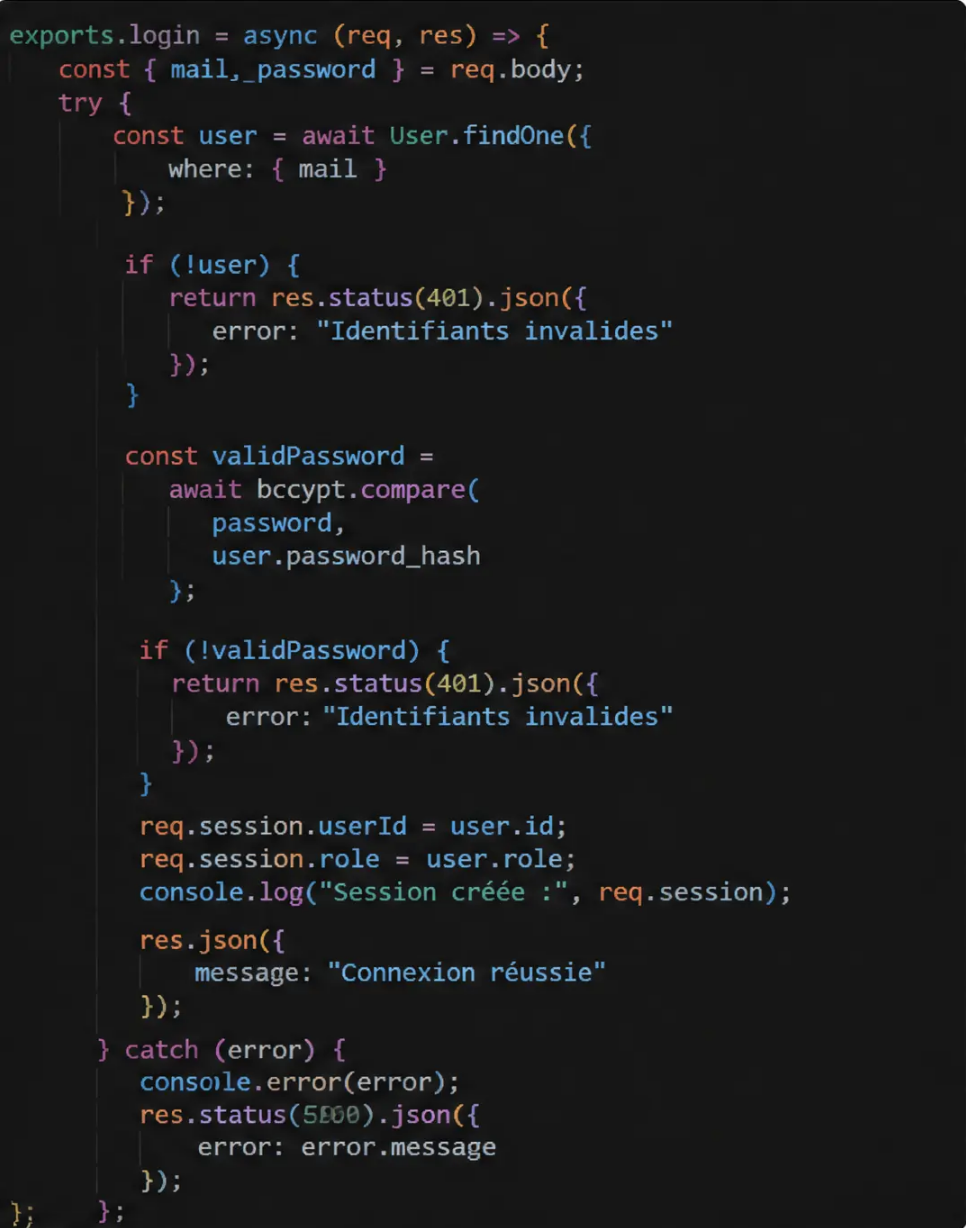 exports.login = async (req, res) => {
const { mail,_password } = req.body;
try {
const user = await User.findOne({
where: { mail }
});
if (!user) {
return res.status(401).json({
error: "Identifiants invalides"
});
}
const validPassword =
await bccypt.compare(
password,
user.password_hash
};
if (!validPassword) {
return res.status(401).json({
error: "Identifiants invalides"
});
}
req.session.userId = user.id;
req.session.role = user.role;
console.log("Session créée :", req.session);
res.json({
message: "Connexion réussie"
});
} catch (error) {
console.error(error);
res.status().json({
error: error.message
});
}; };